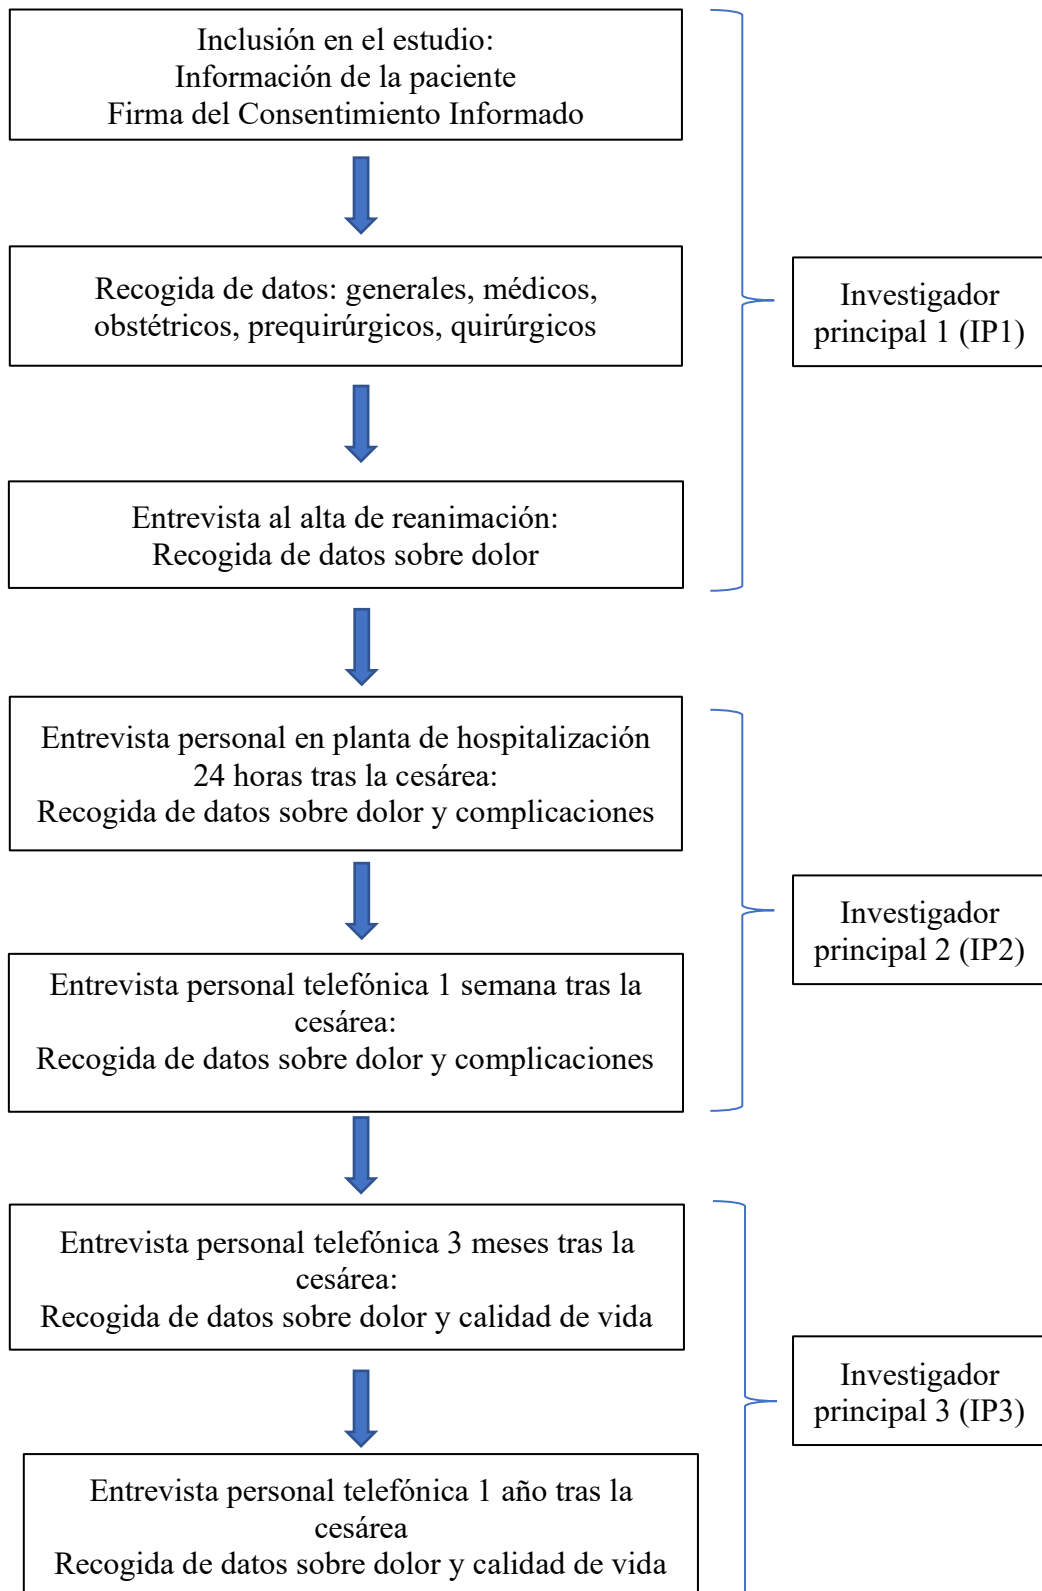 Inclusión en el estudio:
Información de la paciente
Firma del Consentimiento Informado
Recogida de datos: generales, médicos,
obstétricos, prequirúrgicos, quirúrgicos
Entrevista al alta de reanimación:
Recogida de datos sobre dolor
Investigador
principal 1 (IP1)
Entrevista personal en planta de hospitalización
24 horas tras la cesárea:
Recogida de datos sobre dolor y complicaciones
Entrevista personal telefónica 1 semana tras la
cesárea:
Recogida de datos sobre dolor y complicaciones
Investigador
principal 2 (IP2)
Entrevista personal telefónica 3 meses tras la
cesárea:
Recogida de datos sobre dolor y calidad de vida
Entrevista personal telefónica 1 año tras la
cesárea
Recogida de datos sobre dolor y calidad de vida
Investigador
principal 3 (IP3)